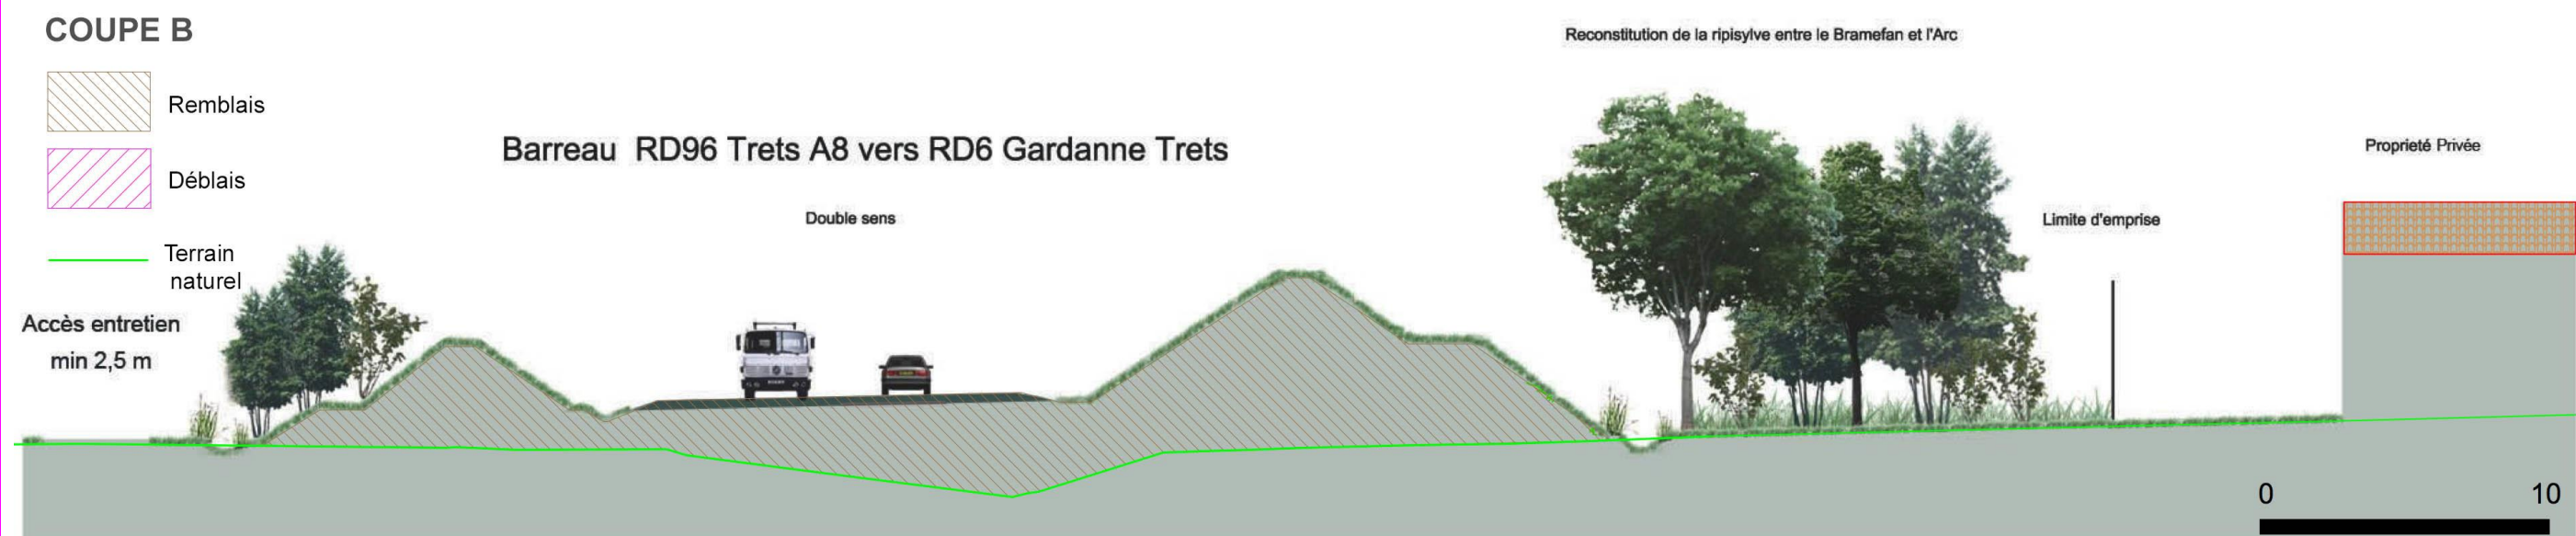 COUPE B
Remblais
Déblais
Terrain
naturel
Accès entretien
min 2,5 m
Barreau RD96 Trets A8 vers RD6 Gardanne Trets
Double sens
Reconstitution de la ripisylve entre le Bramefan et l'Arc
Limite d'emprise
Proprieté Privée
0 10